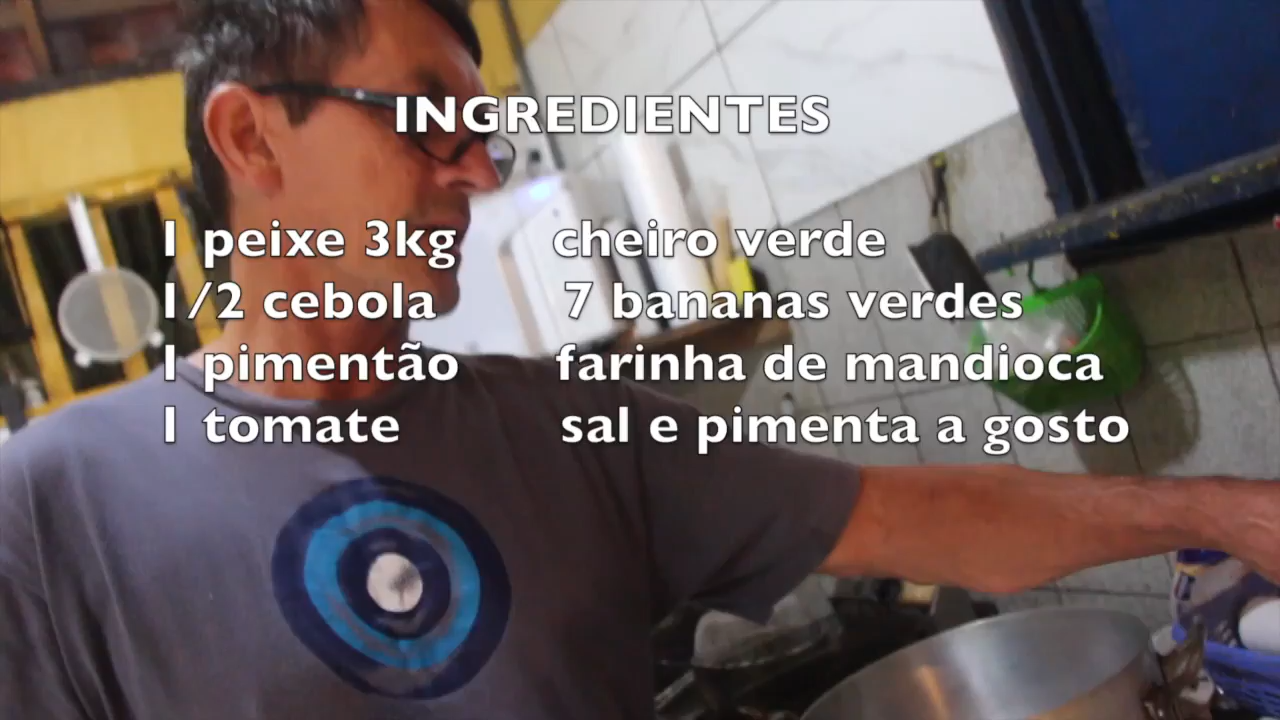 INGREDIENTES
1 peixe 3kg
1/2 cebola
1 pimentão
1 tomate
cheiro verde
7 bananas verdes
farinha de mandioca
sal e pimenta a gosto